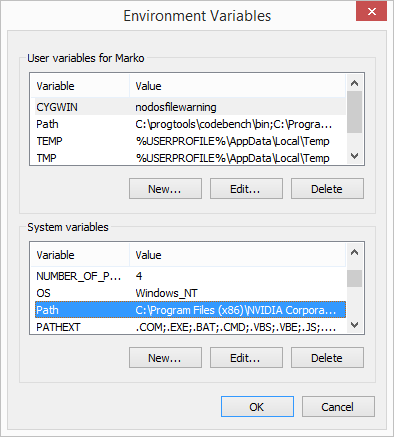 Environment Variables
User variables for Marko
Variable Value
CYGWIN nodosfilewarning
Path C:\progtools\codebench\bin;C:\Progra...
TEMP %USERPROFILE%\AppData\Local\Temp
TMP %USERPROFILE%\AppData\Local\Temp
New... Edit... Delete
System variables
Variable Value
NUMBER_OF_P... 4
OS Windows_NT
Path C:\Program Files (x86)\NVIDIA Corpora...
PATHEXT .COM;.EXE;.BAT;.CMD;.VBS;.VBE;.JS;....
New... Edit... Delete
OK Cancel